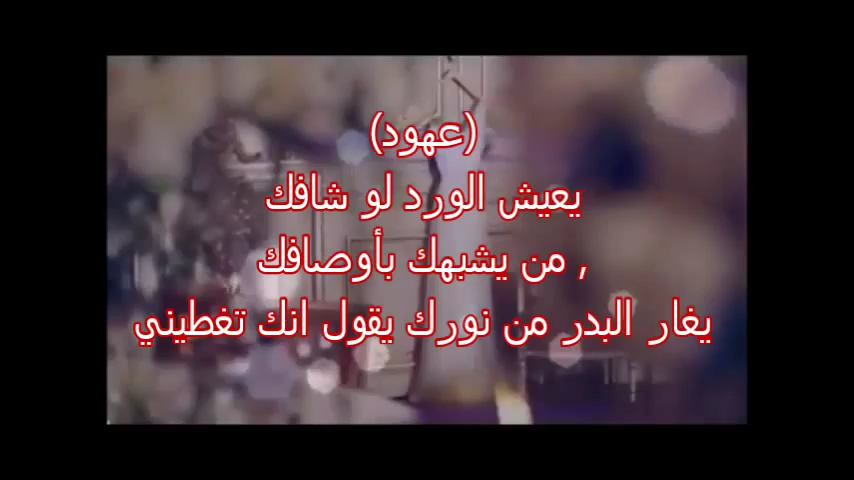 (عهود)
يعيش الورد لو شافك
, من يشبهك بأوصافك
يغار البدر من نورك يقول انك تغطيني